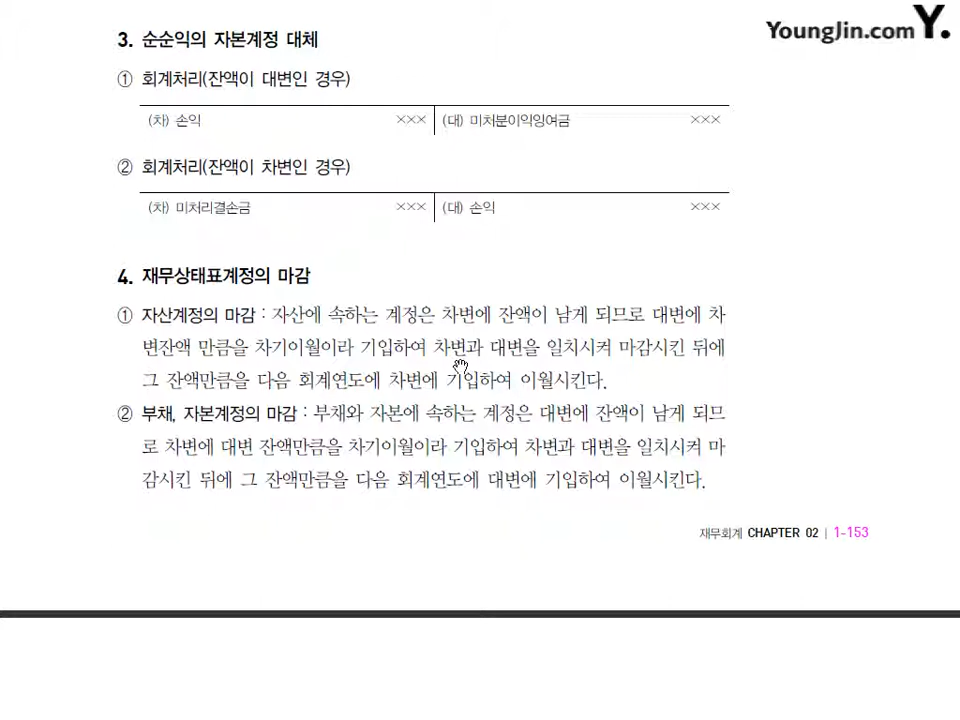 YoungJin.com Y.
3. 순순익의 자본계정 대체
① 회계처리(잔액이 대변인 경우)
(차) 손익 ××× (대) 미처분이익잉여금 ×××
② 회계처리(잔액이 차변인 경우)
(차) 미처리결손금 ××× (대) 손익 ×××
4. 재무상태표계정의 마감
① 자산계정의 마감 : 자산에 속하는 계정은 차변에 잔액이 남게 되므로 대변에 차
변잔액 만큼을 차기이월이라 기입하여 차변과 대변을 일치시켜 마감시킨 뒤에
그 잔액만큼을 다음 회계연도에 차변에 기입하여 이월시킨다.
② 부채, 자본계정의 마감 : 부채와 자본에 속하는 계정은 대변에 잔액이 남게 되므
로 차변에 대변 잔액만큼을 차기이월이라 기입하여 차변과 대변을 일치시켜 마
감시킨 뒤에 그 잔액만큼을 다음 회계연도에 대변에 기입하여 이월시킨다.
재무회계 CHAPTER 02 | 1-153